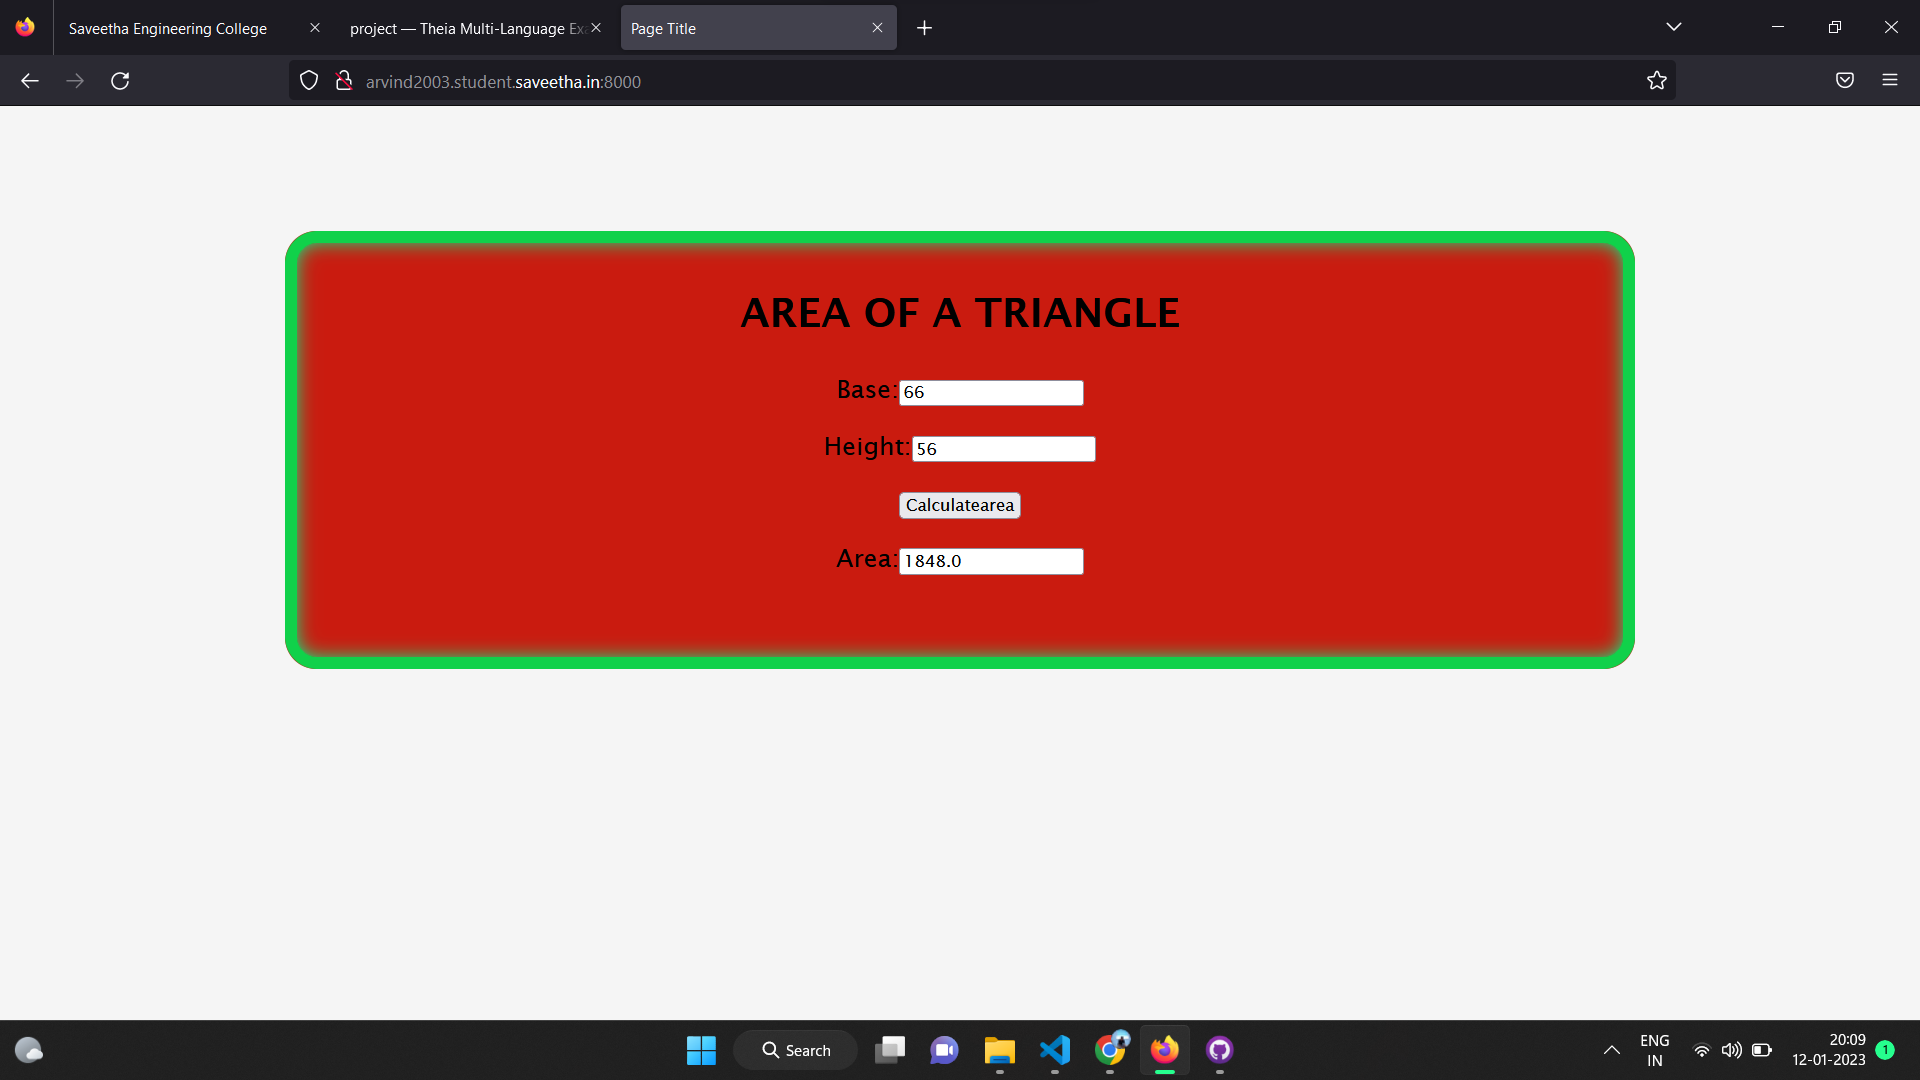 Saveetha Engineering College
project — Theia Multi-Language Exa
Page Title
arvind2003.student.saveetha.in:8000
AREA OF A TRIANGLE
Base: 66
Height: 56
Calculatearea
Area: 1848.0
Search
ENG
IN
20:09
12-01-2023
1